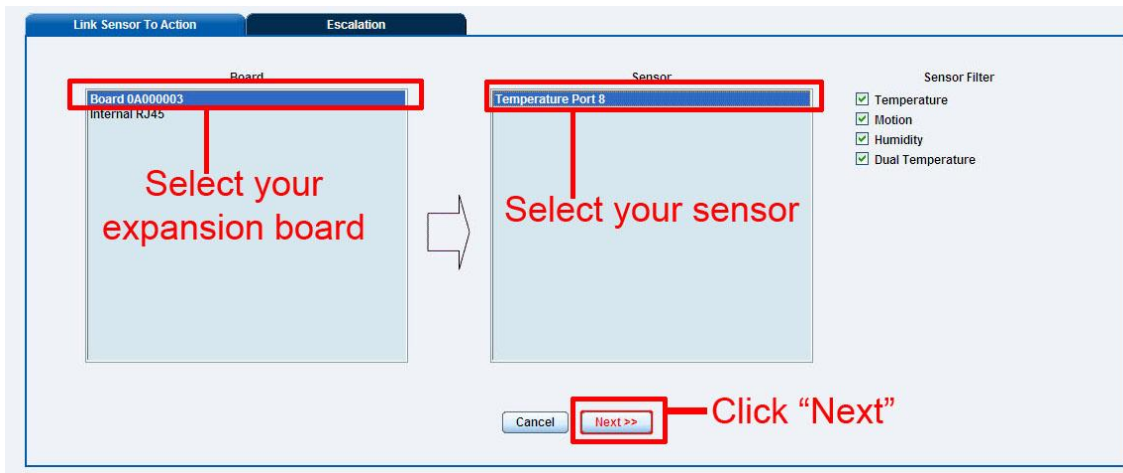 Link Sensor To Action
Escalation
Board
Sensor
Sensor Filter
Board 0A000003
Internal RJ45
Temperature Port 8
Temperature
Motion
Humidity
Dual Temperature
Select your
expansion board
Select your sensor
Cancel
Next >>
Click “Next”